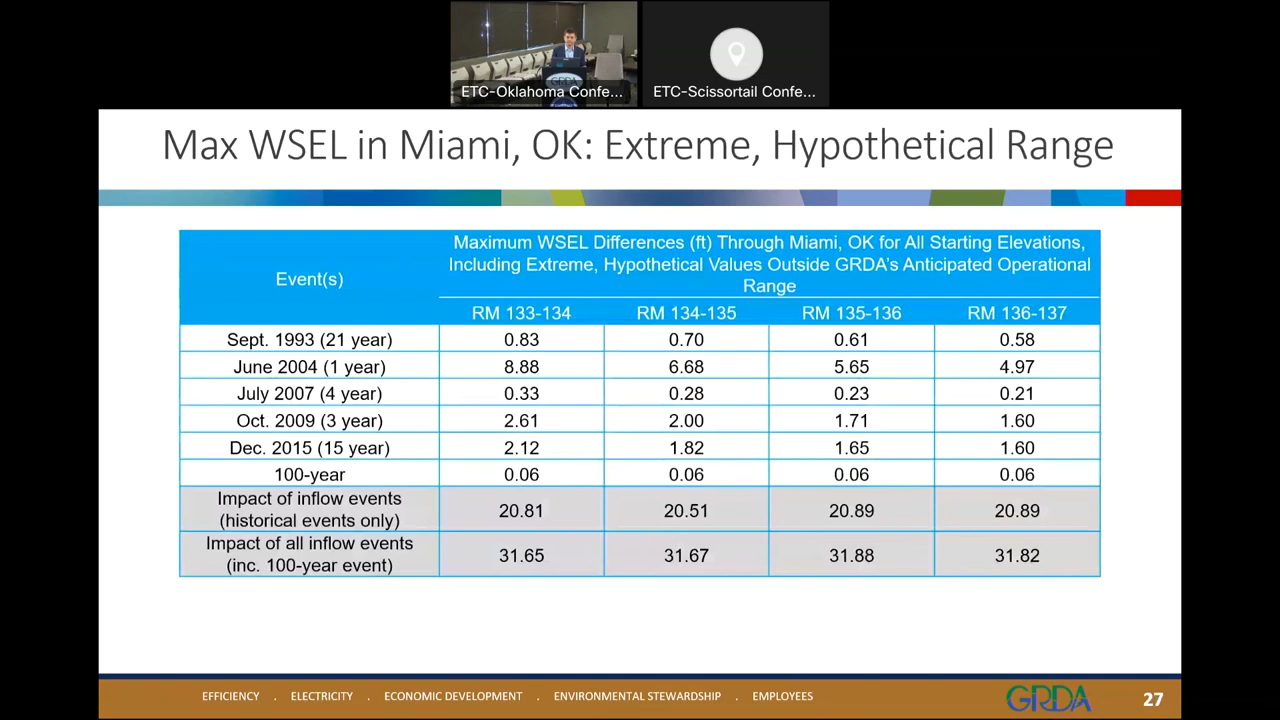 ETC-Oklahoma Confe...
ETC-Scissortail Confe...
GRDA
Max WSEL in Miami, OK: Extreme, Hypothetical Range
Event(s)
Maximum WSEL Differences (ft) Through Miami, OK for All Starting Elevations,
Including Extreme, Hypothetical Values Outside GRDA's Anticipated Operational
Range
RM 133-134 RM 134-135 RM 135-136 RM 136-137
Sept. 1993 (21 year) 0.83 0.70 0.61 0.58
June 2004 (1 year) 8.88 6.68 5.65 4.97
July 2007 (4 year) 0.33 0.28 0.23 0.21
Oct. 2009 (3 year) 2.61 2.00 1.71 1.60
Dec. 2015 (15 year) 2.12 1.82 1.65 1.60
100-year 0.06 0.06 0.06 0.06
Impact of inflow events
(historical events only) 20.81 20.51 20.89 20.89
Impact of all inflow events
(inc. 100-year event) 31.65 31.67 31.88 31.82
EFFICIENCY . ELECTRICITY . ECONOMIC DEVELOPMENT . ENVIRONMENTAL STEWARDSHIP . EMPLOYEES
GRDA
27